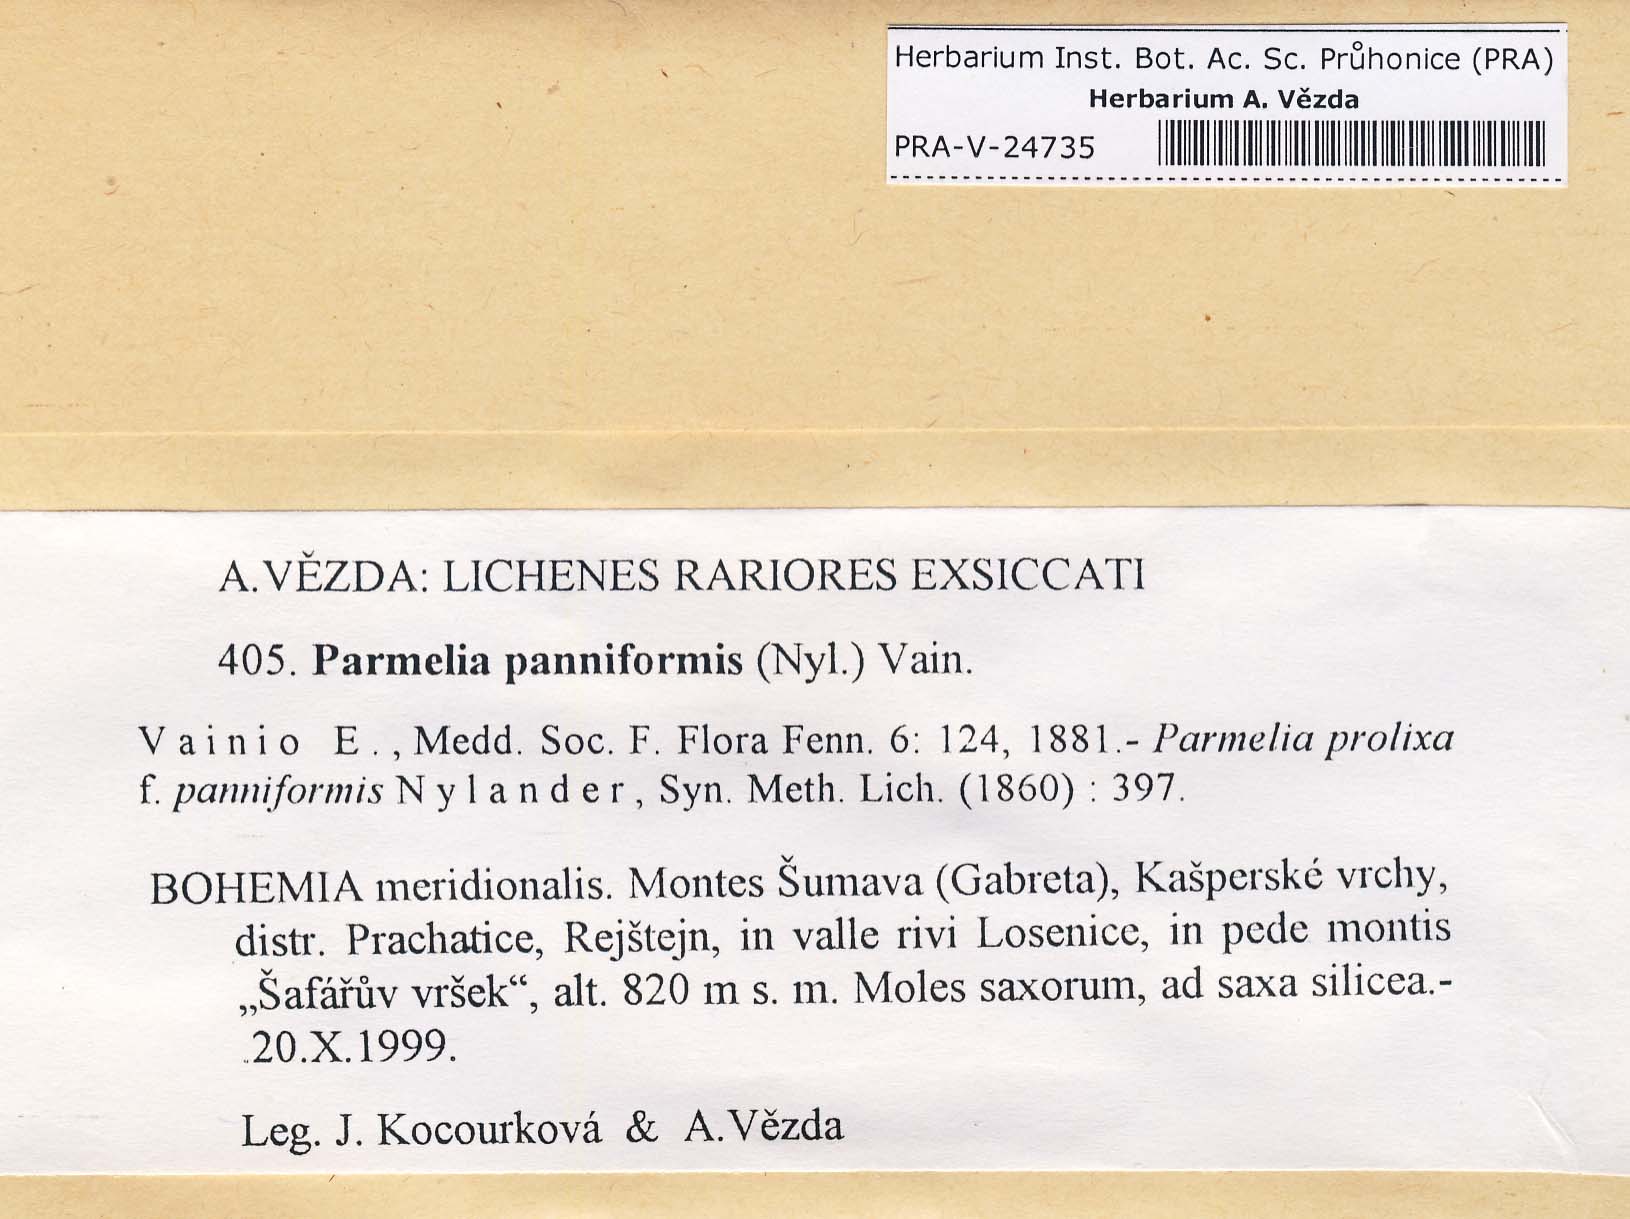 Herbarium Inst. Bot. Ac. Sc. Průhonice (PRA)
Herbarium A. Vězda
PRA-V-24735
A.VĚZDA: LICHENES RARIORES EXSICCATI
405. Parmelia panniformis (Nyl.) Vain.
Vainio E., Medd. Soc. F. Flora Fenn. 6: 124, 1881.- Parmelia prolixa
f. panniformis Nylander, Syn. Meth. Lich. (1860) : 397.
BOHEMIA meridionalis. Montes Šumava (Gabreta), Kašperské vrchy,
distr. Prachatice, Rejštejn, in valle rivi Losenice, in pede montis
„Šafářův vršek“, alt. 820 m s. m. Moles saxorum, ad saxa silicea.-
20.X.1999.
Leg. J. Kocourková & A.Vězda